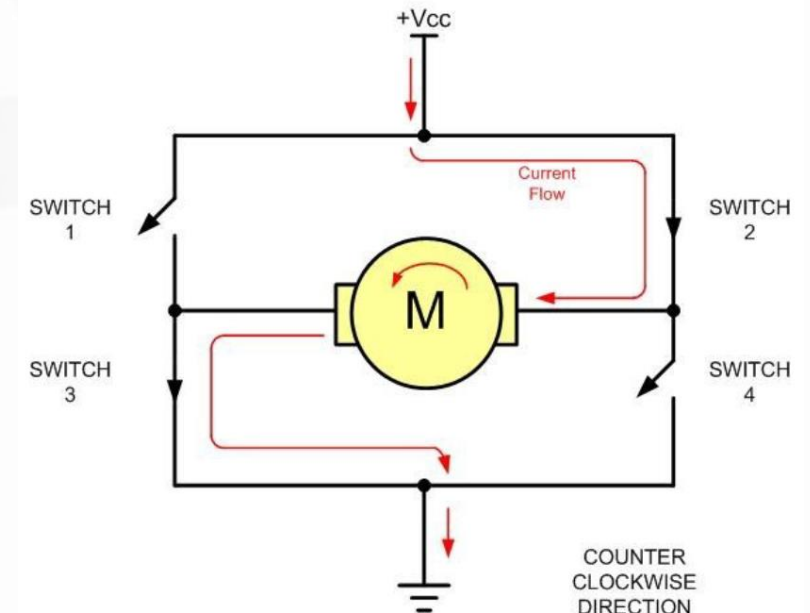 +Vcc
Current
Flow
SWITCH
1
SWITCH
2
M
SWITCH
3
SWITCH
4
COUNTER
CLOCKWISE
DIRECTION